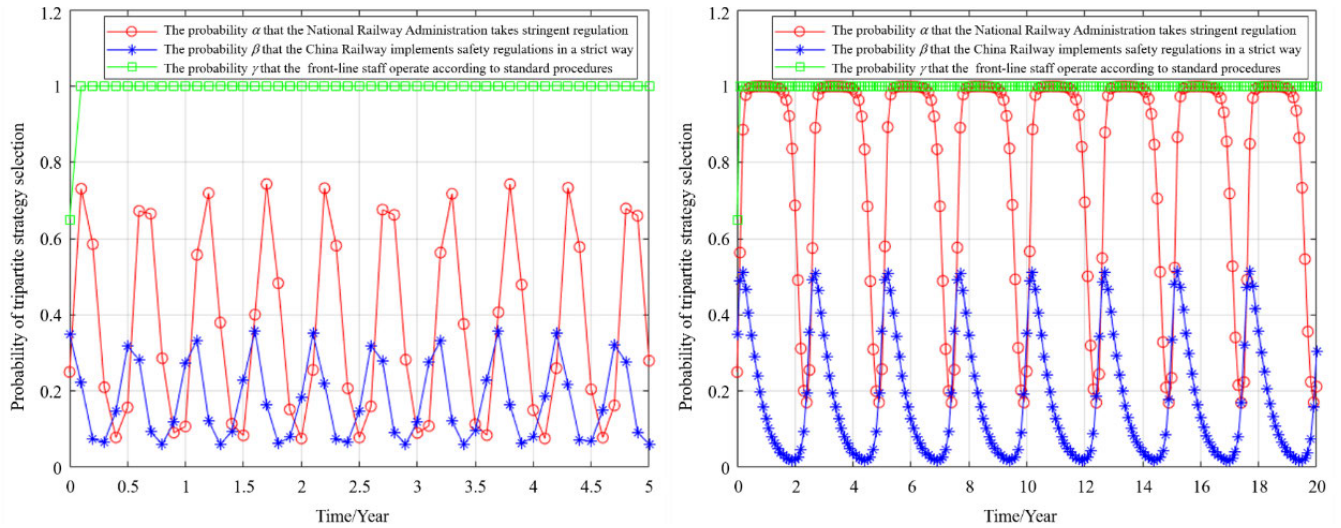 1.2
The probability α that the National Railway Administration takes stringent regulation
The probability β that the China Railway implements safety regulations in a strict way
The probability γ that the front-line staff operate according to standard procedures
1
0.8
0.6
0.4
0.2
0
Probability of tripartite strategy selection
0 0.5 1 1.5 2 2.5 3 3.5 4 4.5 5
Time/Year
1.2
The probability α that the National Railway Administration takes stringent regulation
The probability β that the China Railway implements safety regulations in a strict way
The probability γ that the front-line staff operate according to standard procedures
1
0.8
0.6
0.4
0.2
0
Probability of tripartite strategy selection
0 2 4 6 8 10 12 14 16 18 20
Time/Year